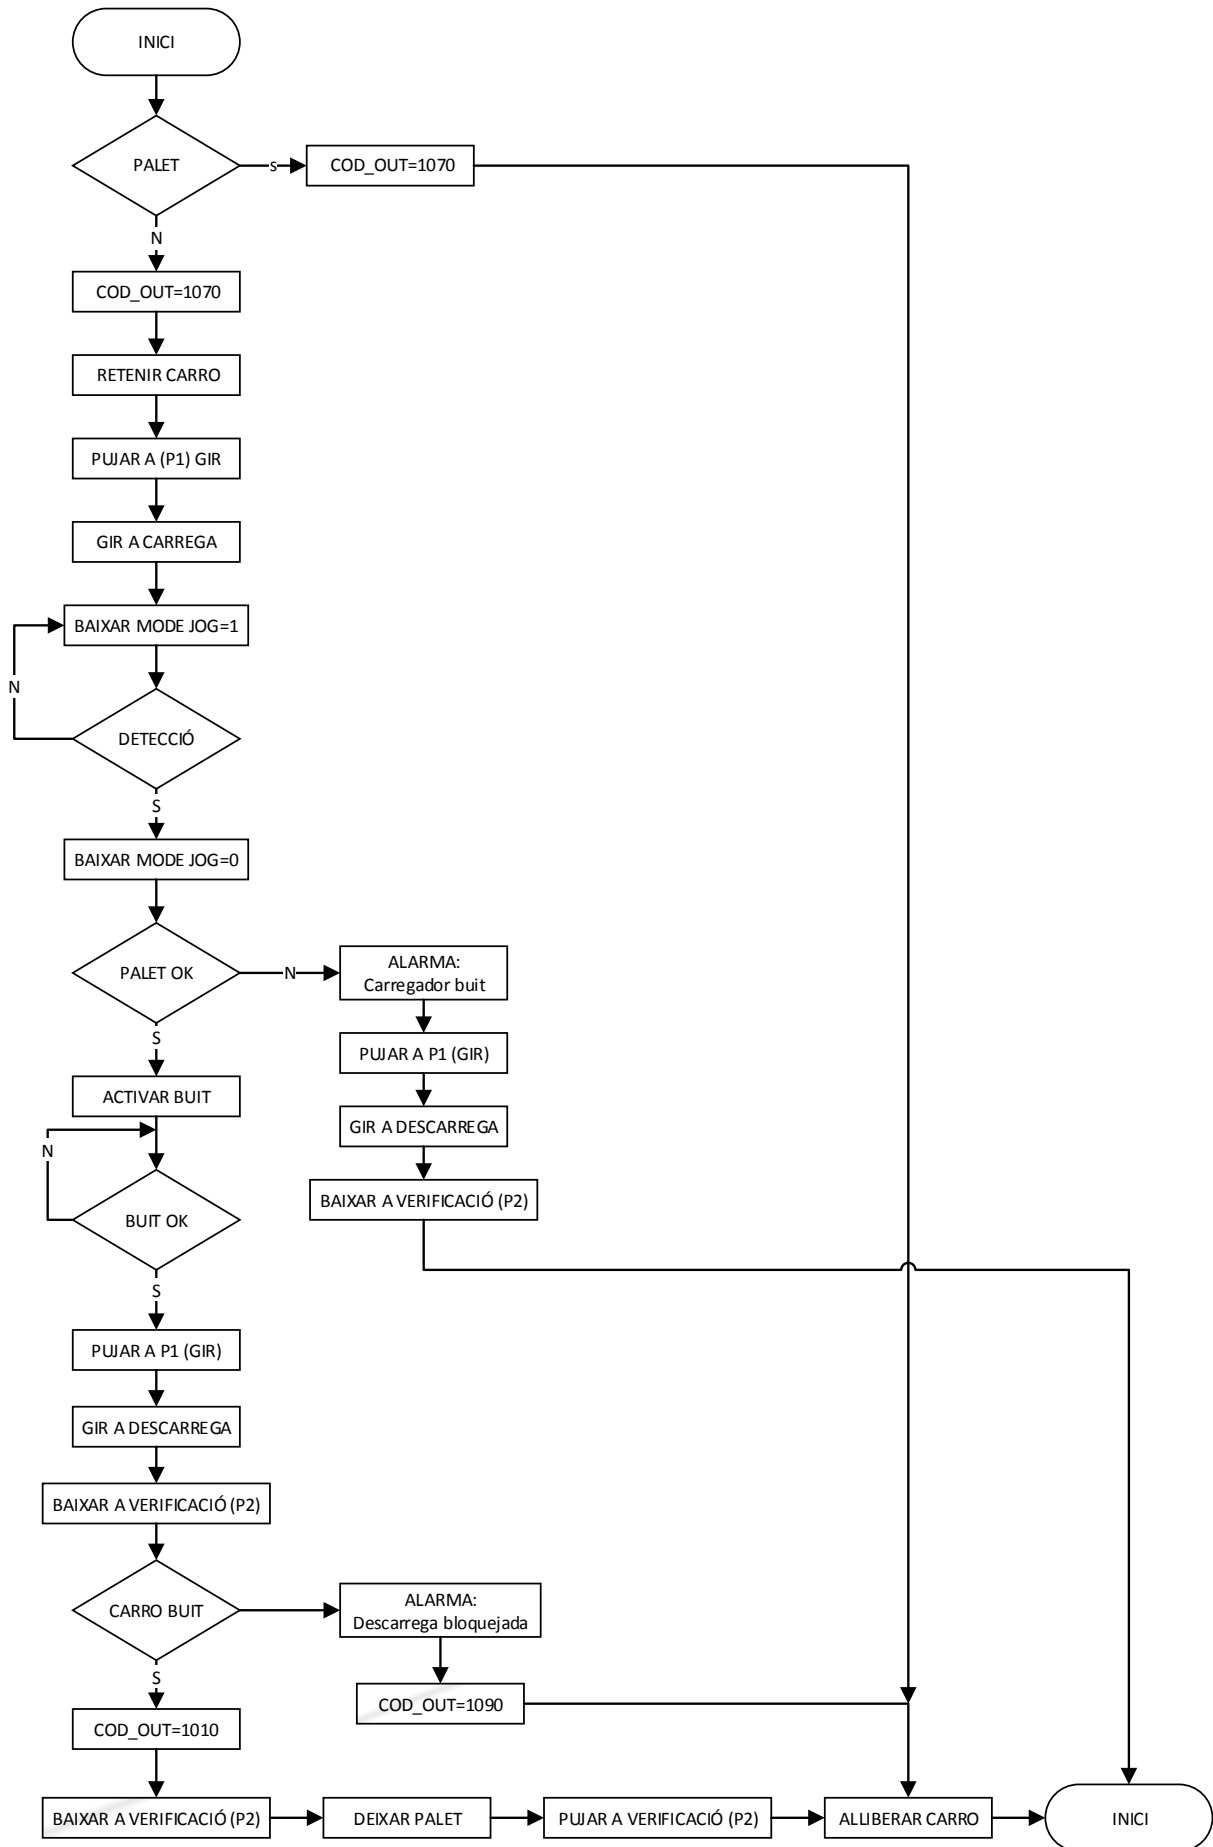 INICI
PALET
S
COD_OUT=1070
N
COD_OUT=1070
RETENIR CARRO
PUJAR A (P1) GIR
GIR A CARREGA
BAIXAR MODE JOG=1
N
DETECCIÓ
S
BAIXAR MODE JOG=0
PALET OK
N
ALARMA:
Carregador buit
S
PUJAR A P1 (GIR)
ACTIVAR BUIT
GIR A DESCARREGA
N
BAIXAR A VERIFICACIÓ (P2)
BUIT OK
S
PUJAR A P1 (GIR)
GIR A DESCARREGA
BAIXAR A VERIFICACIÓ (P2)
CARRO BUIT
ALARMA:
Descarrega bloquejada
S
COD_OUT=1090
COD_OUT=1010
BAIXAR A VERIFICACIÓ (P2)
DEIXAR PALET
PUJAR A VERIFICACIÓ (P2)
ALLIBERAR CARRO
INICI